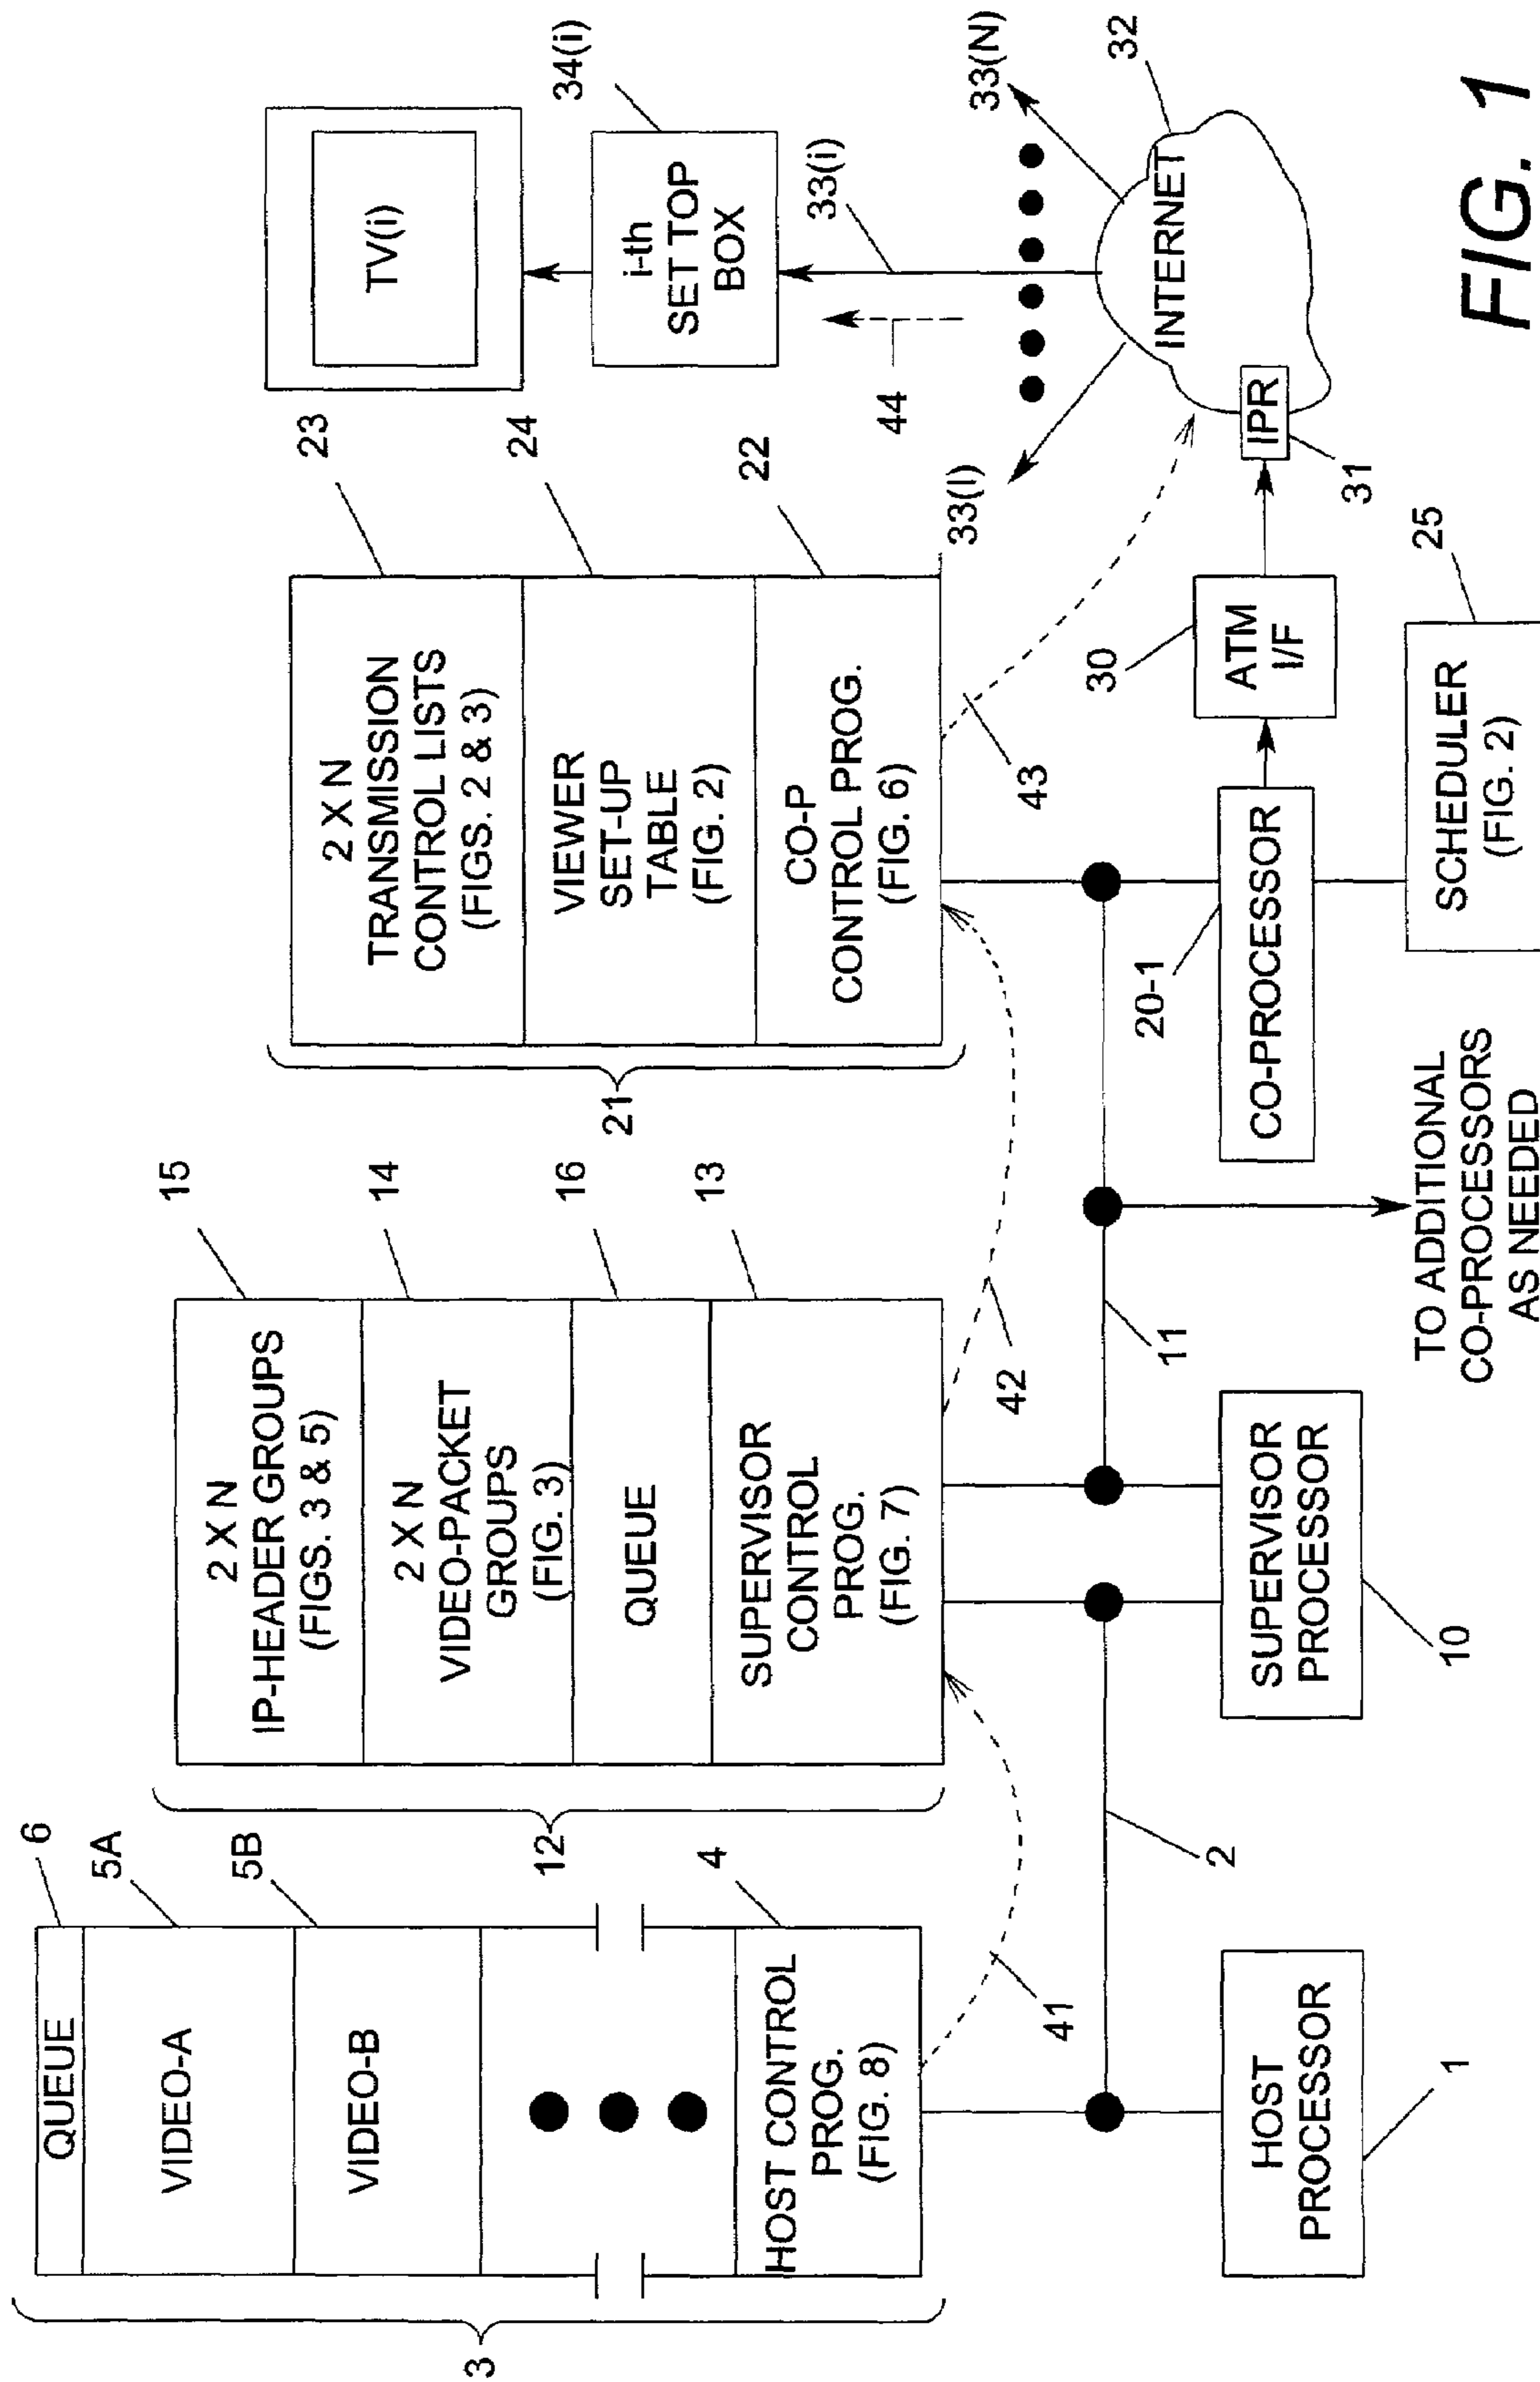 QUEUE
6
VIDEO-A
5A
VIDEO-B
5B
HOST CONTROL
PROG.
(FIG. 8)
4
3
41
HOST
PROCESSOR
1
2
2 X N
IP-HEADER GROUPS
(FIGS. 3 & 5)
15
2 X N
VIDEO-PACKET
GROUPS
(FIG. 3)
14
QUEUE
16
SUPERVISOR
CONTROL
PROG.
(FIG. 7)
13
12
42
SUPERVISOR
PROCESSOR
10
11
TO ADDITIONAL
CO-PROCESSORS
AS NEEDED
2 X N
TRANSMISSION
CONTROL LISTS
(FIGS. 2 & 3)
23
VIEWER
SET-UP
TABLE
(FIG. 2)
24
CO-P
CONTROL PROG.
(FIG. 6)
22
21
43
20-1
CO-PROCESSOR
SCHEDULER
(FIG. 2)
25
30
ATM
I/F
IPR
31
INTERNET
32
33(I)
33(i)
33(N)
44
i-th
SET TOP
BOX
34(i)
TV(i)
FIG. 1